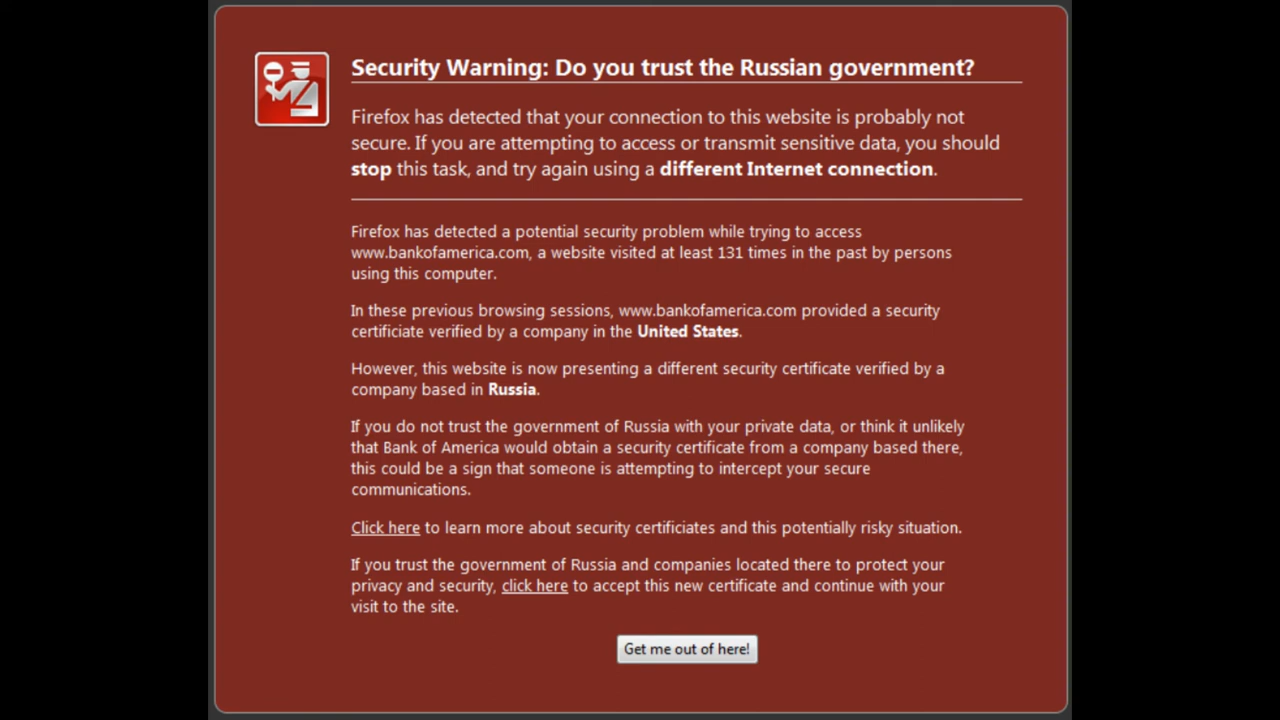 Security Warning: Do you trust the Russian government?
Firefox has detected that your connection to this website is probably not
secure. If you are attempting to access or transmit sensitive data, you should
stop this task, and try again using a different Internet connection.
Firefox has detected a potential security problem while trying to access
www.bankofamerica.com, a website visited at least 131 times in the past by persons
using this computer.
In these previous browsing sessions, www.bankofamerica.com provided a security
certificiate verified by a company in the United States.
However, this website is now presenting a different security certificate verified by a
company based in Russia.
If you do not trust the government of Russia with your private data, or think it unlikely
that Bank of America would obtain a security certificate from a company based there,
this could be a sign that someone is attempting to intercept your secure
communications.
Click here to learn more about security certificiates and this potentially risky situation.
If you trust the government of Russia and companies located there to protect your
privacy and security, click here to accept this new certificate and continue with your
visit to the site.
Get me out of here!